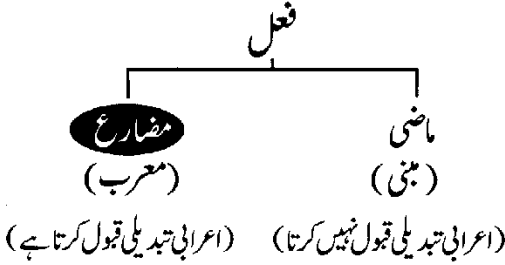 فعل
ماضی مضارع
(مبنی) (معرب)
(اعرابی تبدیلی قبول نہیں کرتا) (اعرابی تبدیلی قبول کرتا ہے)